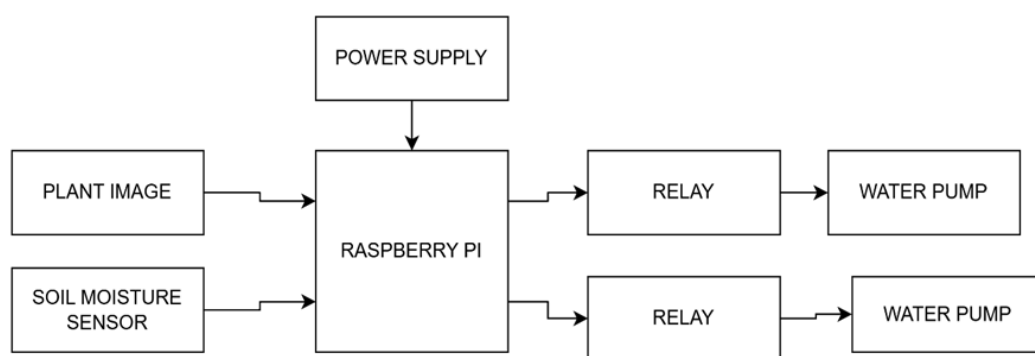 POWER SUPPLY
PLANT IMAGE
RASPBERRY PI
RELAY
WATER PUMP
SOIL MOISTURE
SENSOR
RELAY
WATER PUMP